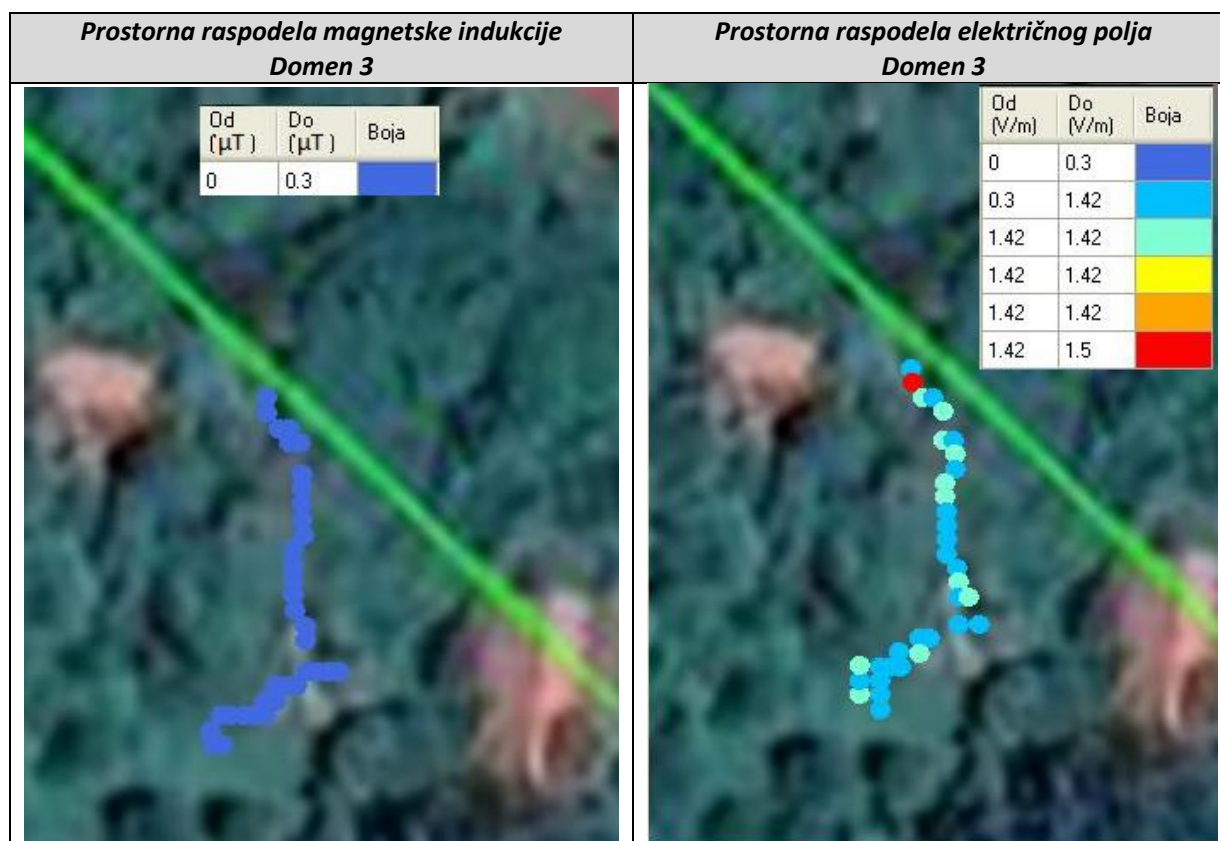 Prostorna raspodela magnetske indukcije
Domen 3
Prostorna raspodela električnog polja
Domen 3
Od (µT) Do (µT) Boja
0 0.3
Od (V/m) Do (V/m) Boja
0 0.3
0.3 1.42
1.42 1.42
1.42 1.42
1.42 1.42
1.42 1.5